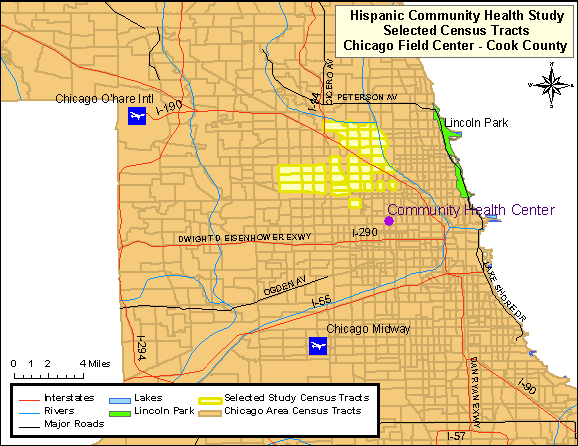 Hispanic Community Health Study
Selected Census Tracts
Chicago Field Center - Cook County
CICERO AV
I-94
PETERSON AV
Chicago O'hare Intl
I-190
Lincoln Park
Community Health Center
I-290
DWIGHT D EISENHOWER EXWY
LAKE SHORE DR
OGDEN AV
I-55
Chicago Midway
I-294
DAN RYAN EXWY
I-90
0 1 2 4 Miles
Interstates
Rivers
Major Roads
Lakes
Lincoln Park
Selected Study Census Tracts
Chicago Area Census Tracts
I-57